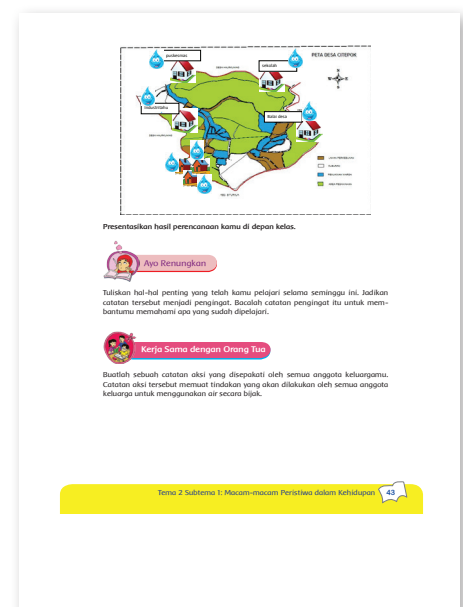 PETA DESA CITEPOK
puskesmas
sekolah
industri tahu
Balai desa
Presentasikan hasil perencanaan kamu di depan kelas.
Ayo Renungkan
Tuliskan hal-hal penting yang telah kamu pelajari selama seminggu ini. Jadikan
catatan tersebut menjadi pengingat. Bacalah catatan pengingat itu untuk mem-
bantumu memahami apa yang sudah dipelajari.
Kerja Sama dengan Orang Tua
Buatlah sebuah catatan aksi yang disepakati oleh semua anggota keluargamu.
Catatan aksi tersebut memuat tindakan yang akan dilakukan oleh semua anggota
keluarga untuk menggunakan air secara bijak.
Tema 2 Subtema 1: Macam-macam Peristiwa dalam Kehidupan
43